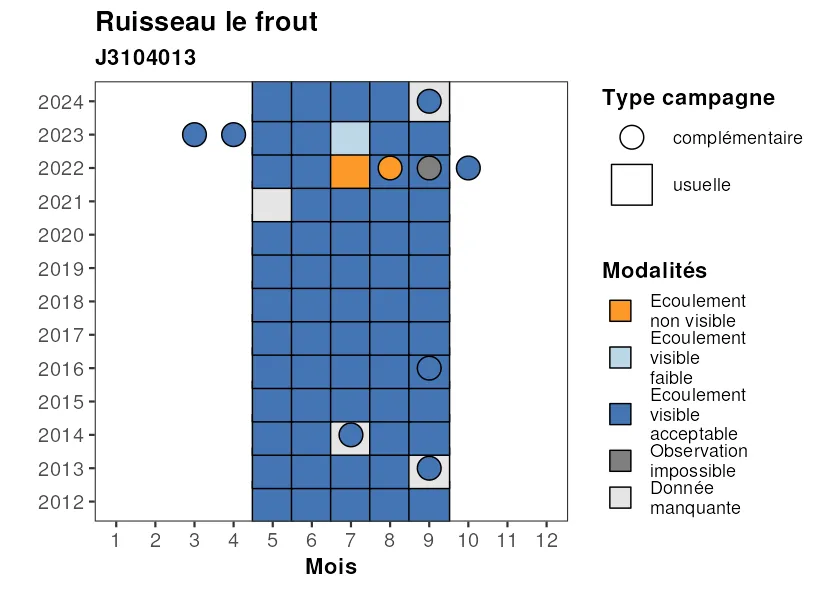 Ruisseau le frout
J3104013
2024
2023
2022
2021
2020
2019
2018
2017
2016
2015
2014
2013
2012
1 2 3 4 5 6 7 8 9 10 11 12
Mois
Type campagne
complémentaire
usuelle
Modalités
Ecoulement
non visible
Ecoulement
visible
faible
Ecoulement
visible
acceptable
Observation
impossible
Donnée
manquante